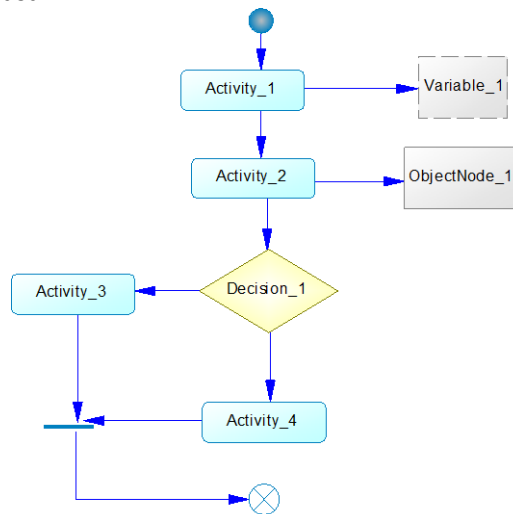 Activity_1
Variable_1
Activity_2
ObjectNode_1
Decision_1
Activity_3
Activity_4